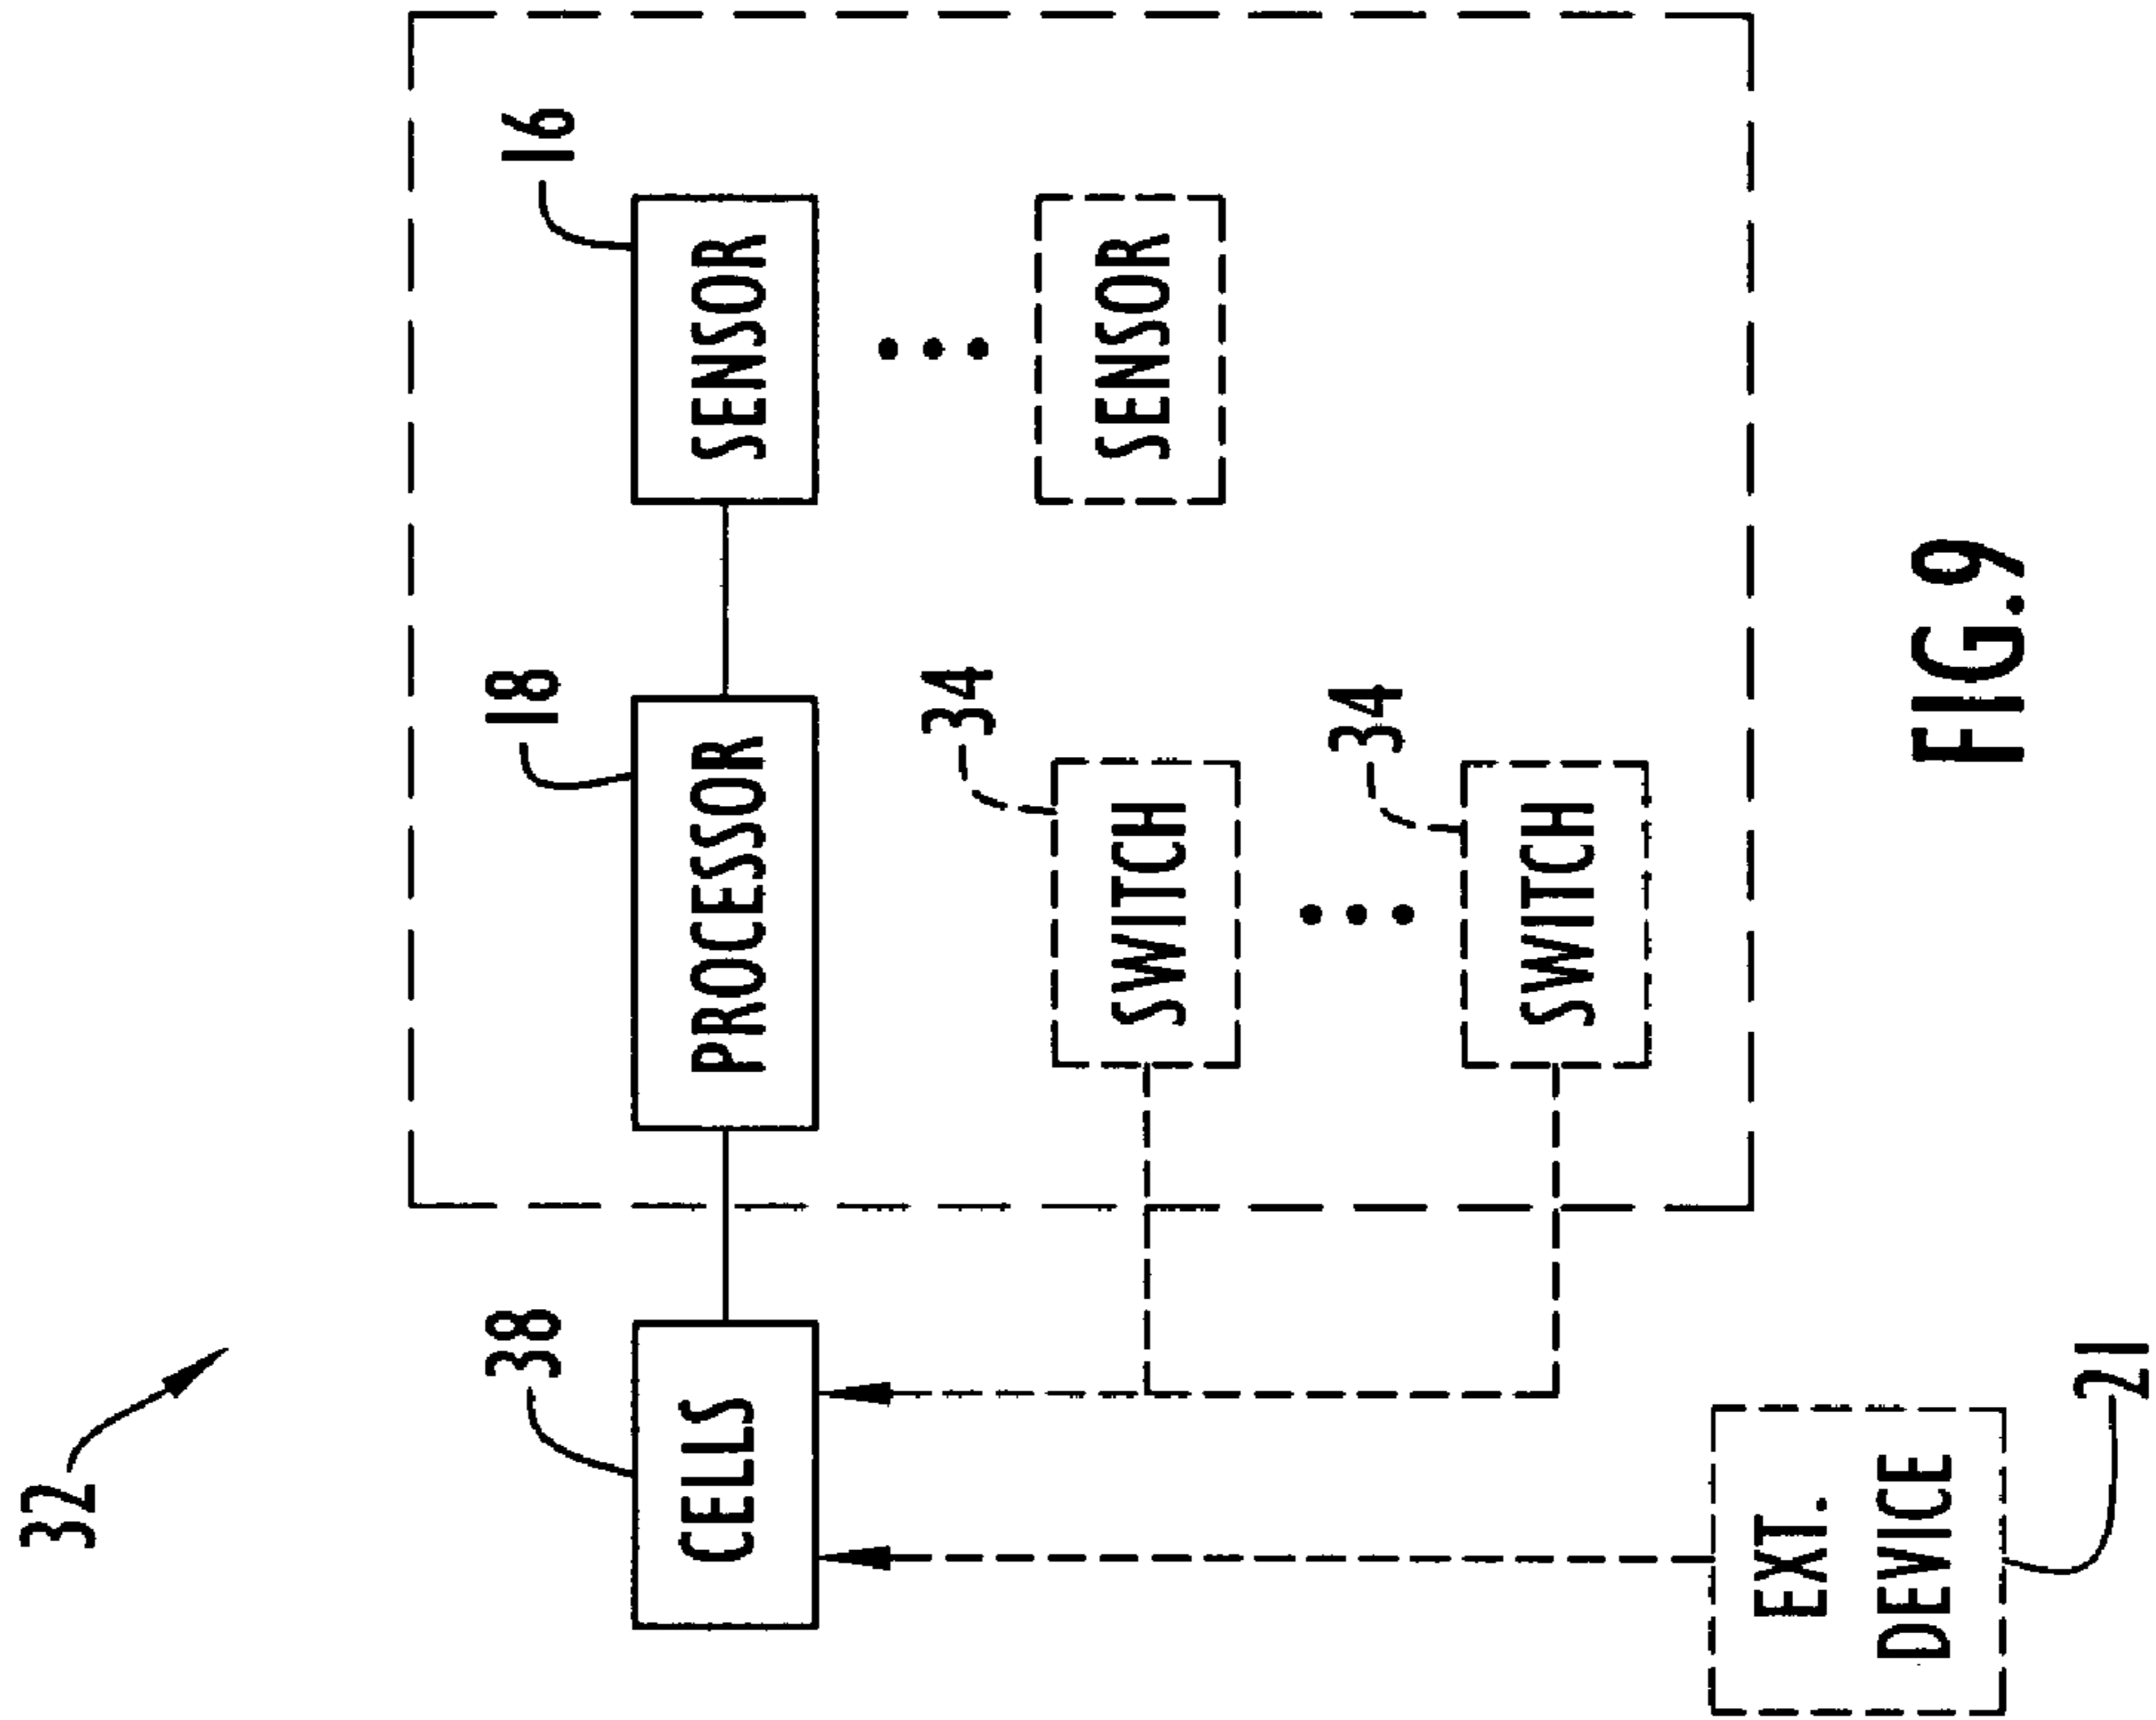 32
38
CELLS
18
PROCESSOR
16
SENSOR
34
SWITCH
SENSOR
34
SWITCH
EXT.
DEVICE
21
FIG.9